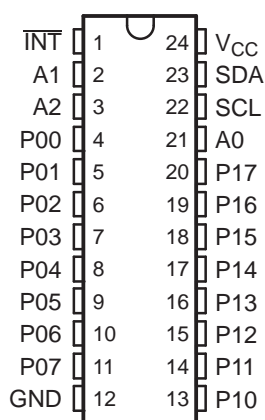 INT 1 24 VCC
A1 2 23 SDA
A2 3 22 SCL
P00 4 21 A0
P01 5 20 P17
P02 6 19 P16
P03 7 18 P15
P04 8 17 P14
P05 9 16 P13
P06 10 15 P12
P07 11 14 P11
GND 12 13 P10